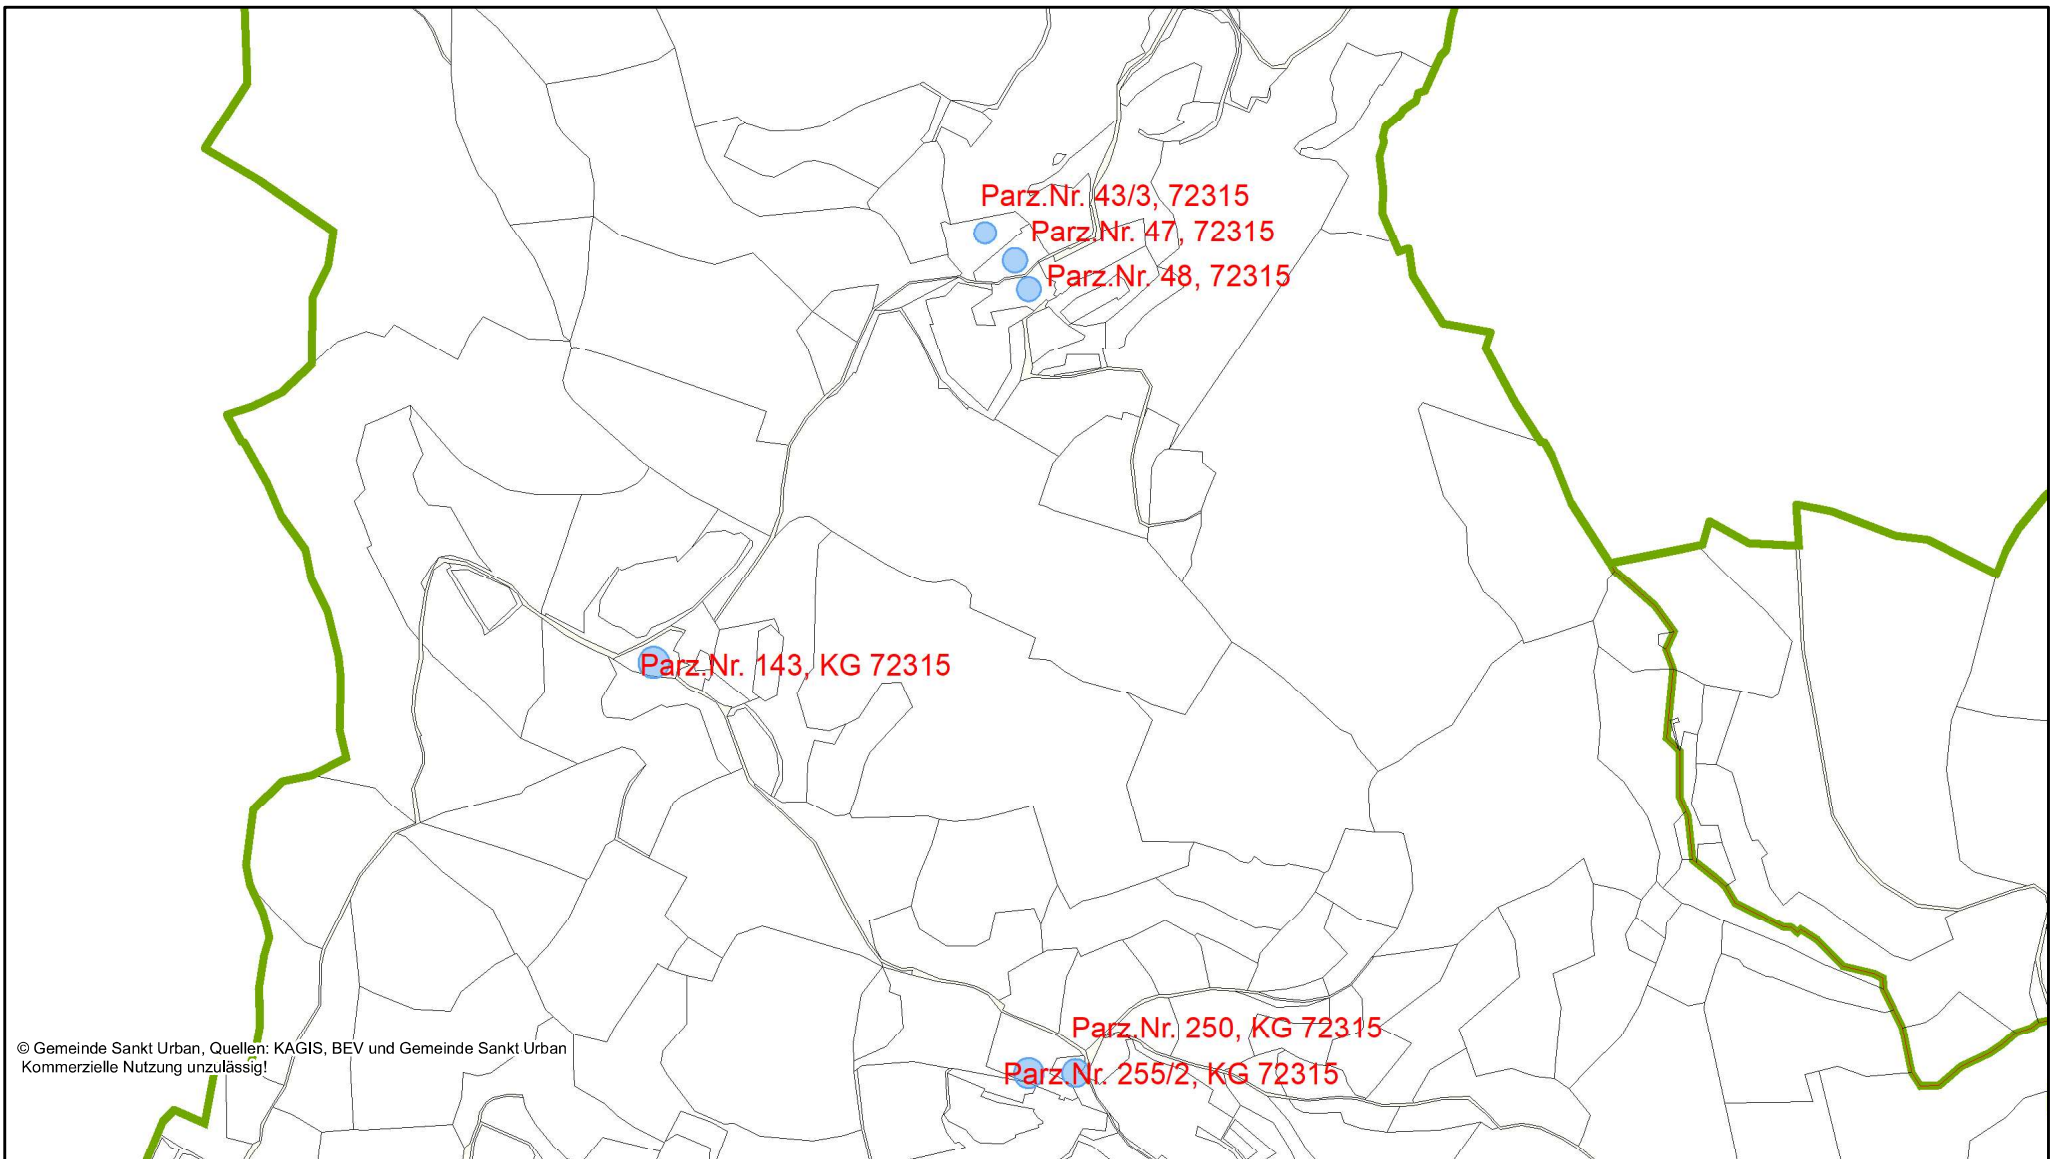 Parz.Nr. 43/3, 72315
Parz.Nr. 47, 72315
Parz.Nr. 48, 72315
Parz.Nr. 143, KG 72315
Parz.Nr. 250, KG 72315
Parz.Nr. 255/2, KG 72315
© Gemeinde Sankt Urban, Quellen: KAGIS, BEV und Gemeinde Sankt Urban
Kommerzielle Nutzung unzulässig!